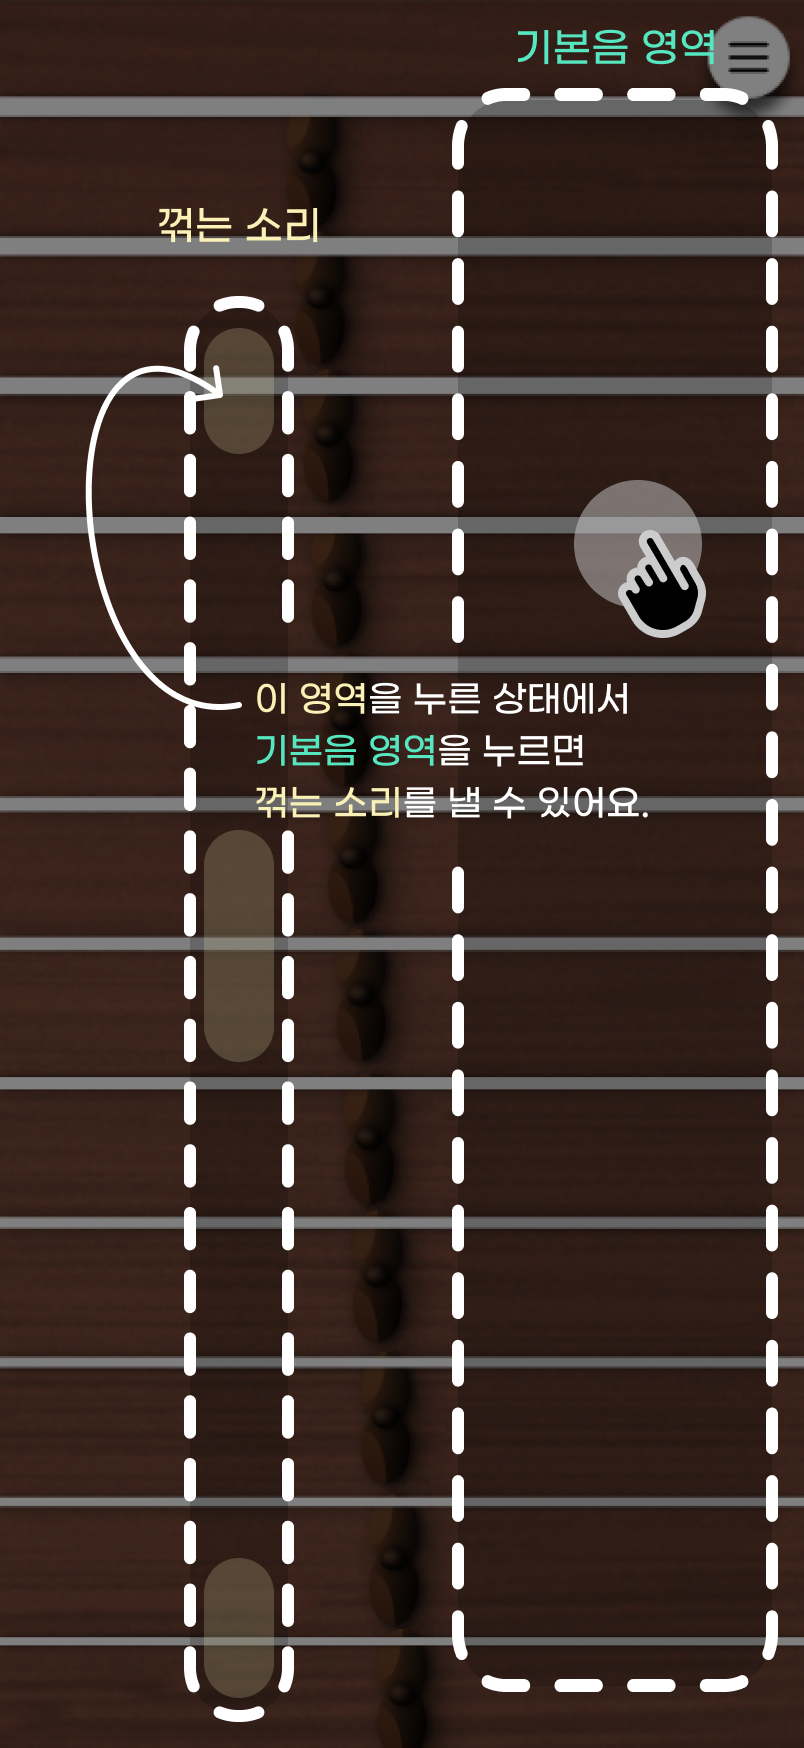 기본음 영역
꺾는 소리
이 영역을 누른 상태에서
기본음 영역을 누르면
꺾는 소리를 낼 수 있어요.